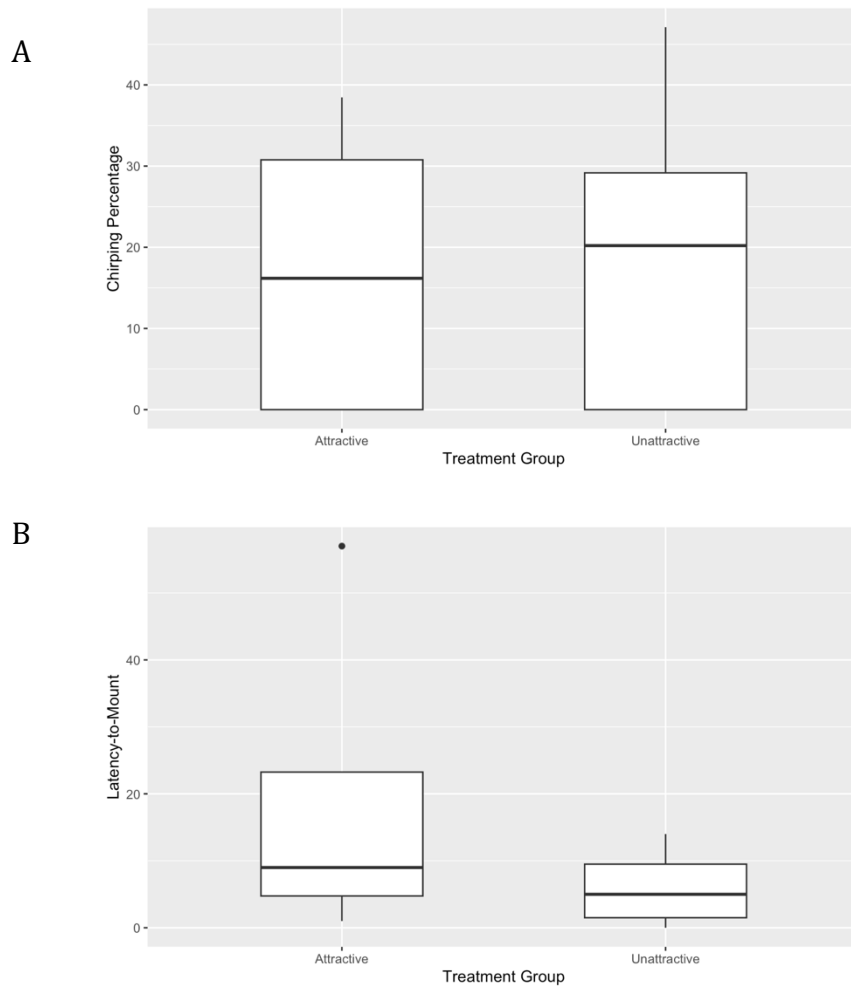 A
40
30
20
10
0
Chirping Percentage
Attractive
Unattractive
Treatment Group
B
40
20
0
Latency-to-Mount
Attractive
Unattractive
Treatment Group